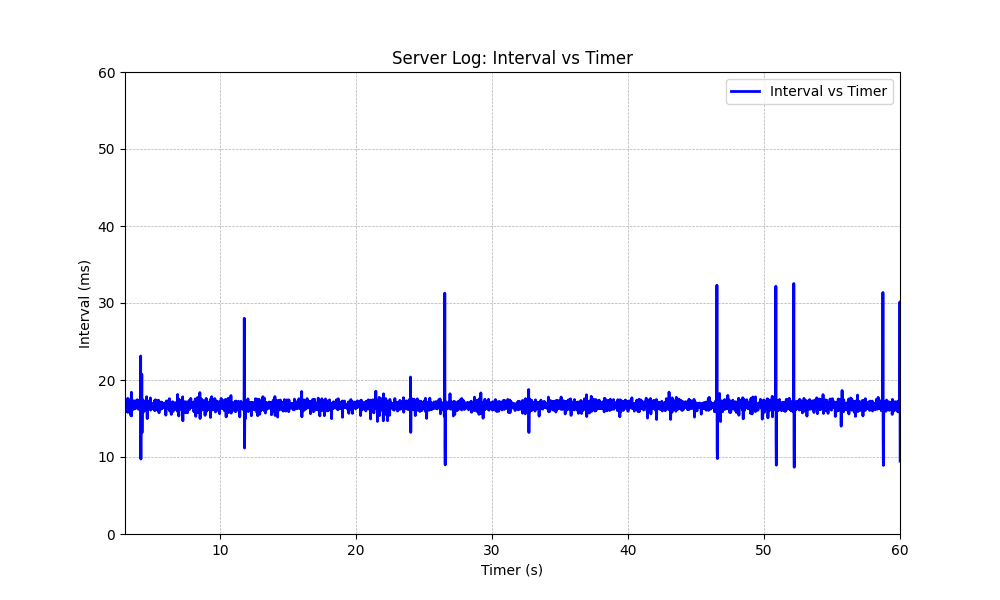 Server Log: Interval vs Timer
Interval vs Timer
60
50
40
30
20
10
0
Interval (ms)
10 20 30 40 50 60
Timer (s)